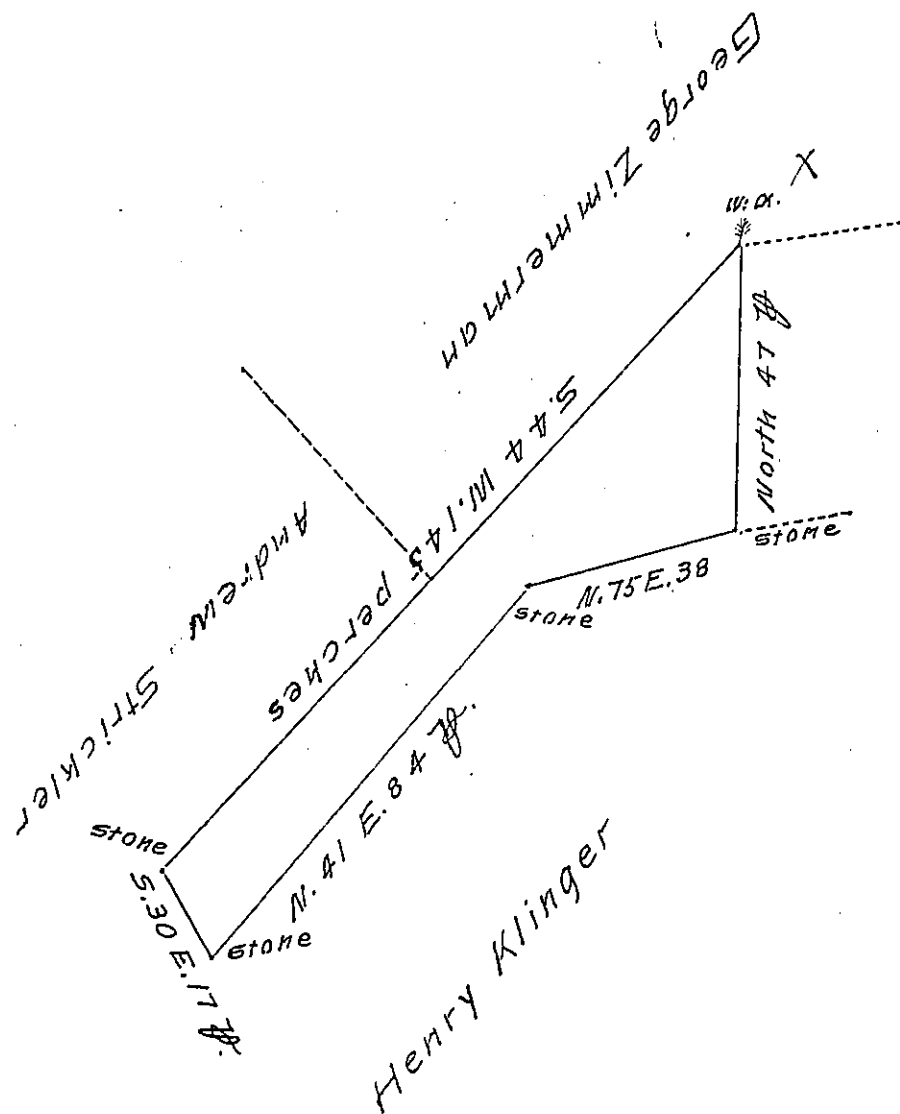 George Zimmerman
W.O. X
North 47 p
S.44 W.145 perches
stone
N.75 E.38
stone
Andrew Strickler
N.41 E.84 p.
stone
stone
S.30 E.17 p.
Henry Klinger